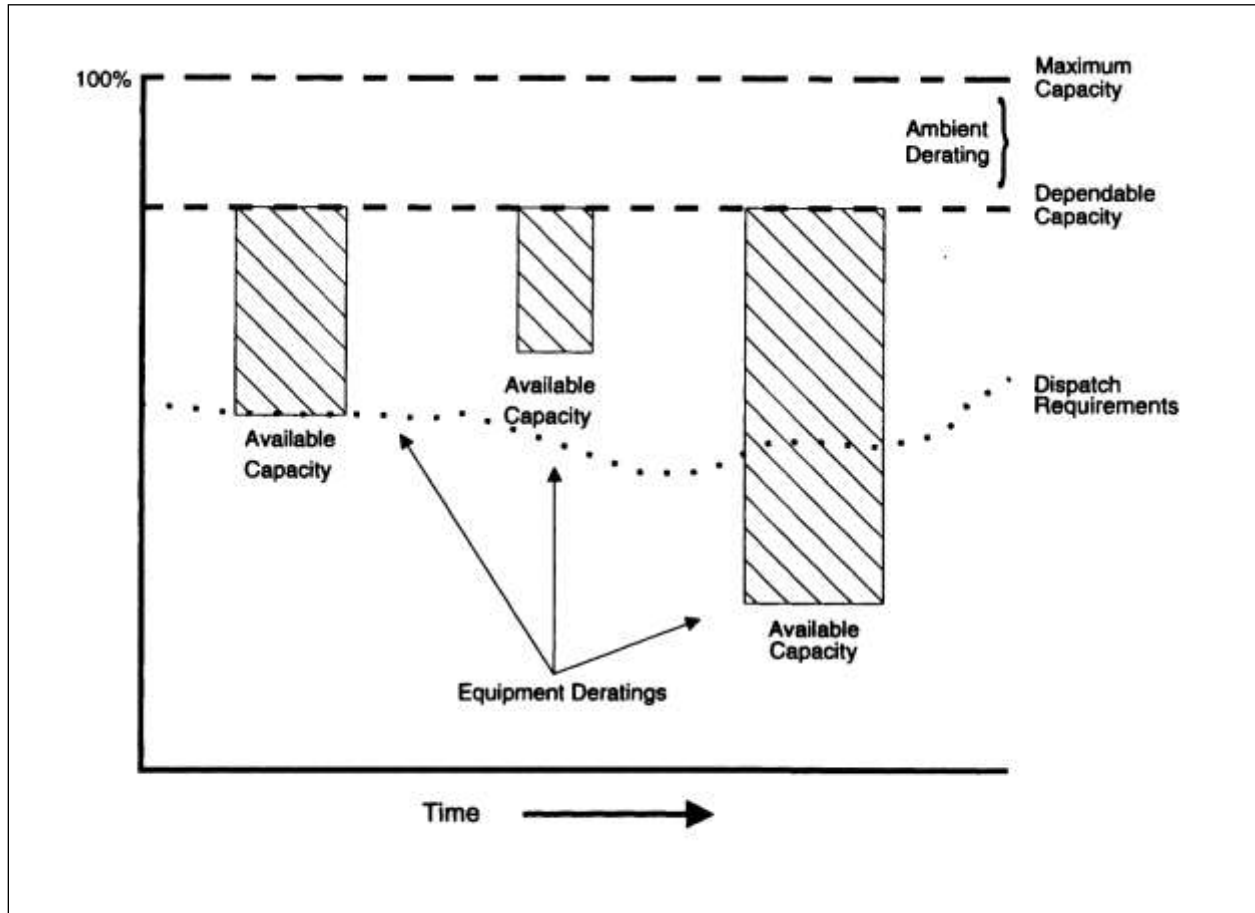 100%
Maximum
Capacity
Ambient
Derating
Dependable
Capacity
Available
Capacity
Dispatch
Requirements
Available
Capacity
Available
Capacity
Equipment Deratings
Time